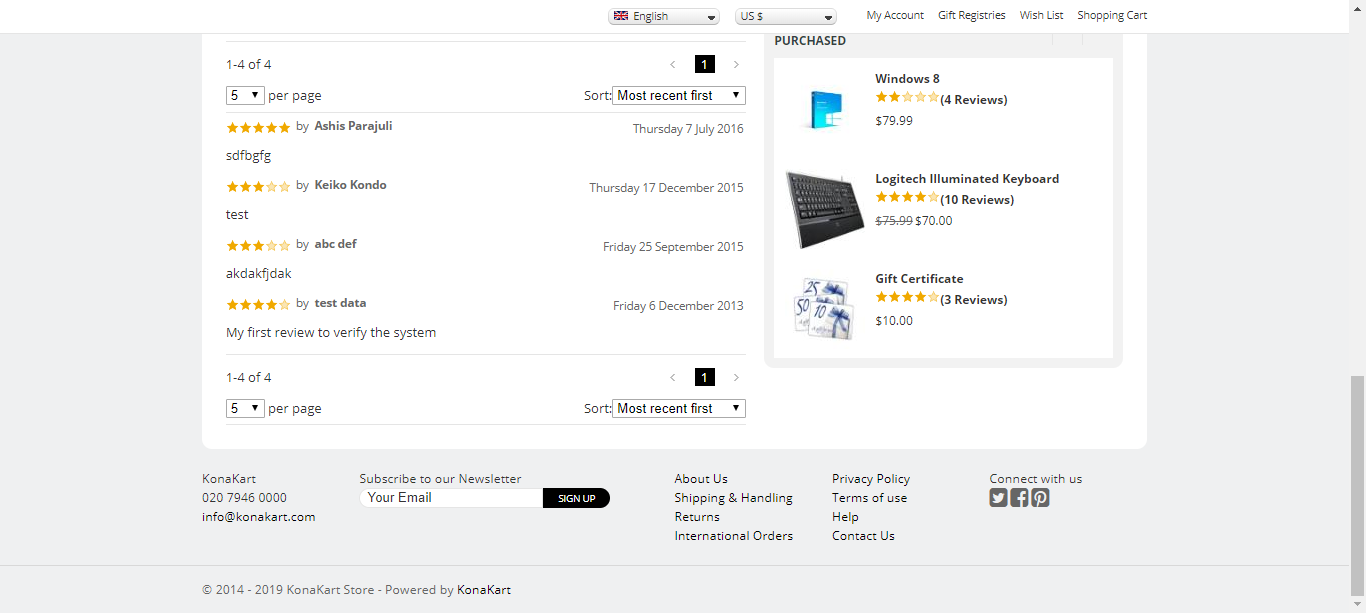 English
US $
My Account
Gift Registries
Wish List
Shopping Cart
1-4 of 4
1
5 per page
Sort: Most recent first
by Ashis Parajuli
Thursday 7 July 2016
sdfbgfg
by Keiko Kondo
Thursday 17 December 2015
test
by abc def
Friday 25 September 2015
akdakfjdak
by test data
Friday 6 December 2013
My first review to verify the system
1-4 of 4
1
5 per page
Sort: Most recent first
PURCHASED
Windows 8
(4 Reviews)
$79.99
Logitech Illuminated Keyboard
(10 Reviews)
$75.99 $70.00
25
50
10
Gift Certificate
(3 Reviews)
$10.00
KonaKart
020 7946 0000
info@konakart.com
Subscribe to our Newsletter
Your Email
SIGN UP
About Us
Shipping & Handling
Returns
International Orders
Privacy Policy
Terms of use
Help
Contact Us
Connect with us
© 2014 - 2019 KonaKart Store - Powered by KonaKart